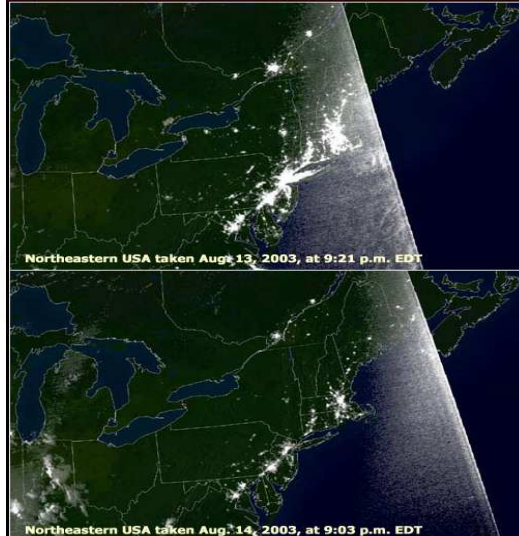 Northeastern USA taken Aug. 13, 2003, at 9:21 p.m. EDT
Northeastern USA taken Aug. 14, 2003, at 9:03 p.m. EDT